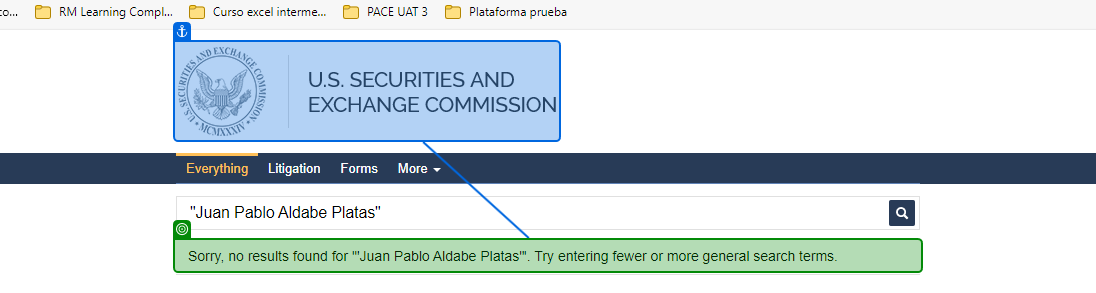 co... RM Learning Compl... Curso excel interme... PACE UAT 3 Plataforma prueba
U.S. SECURITIES AND EXCHANGE COMMISSION
MCMXXXIV
U.S. SECURITIES AND
EXCHANGE COMMISSION
Everything Litigation Forms More
"Juan Pablo Aldabe Platas"
Sorry, no results found for '"Juan Pablo Aldabe Platas"'. Try entering fewer or more general search terms.